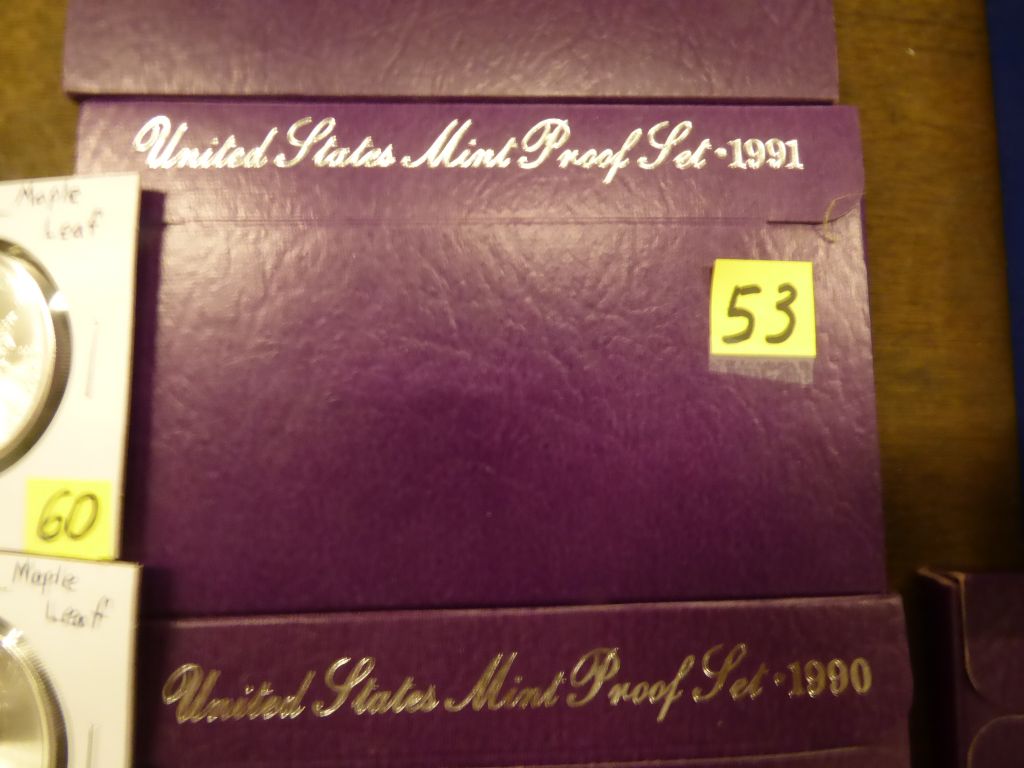 United States Mint Proof Set · 1991
Maple
Leaf
53
60
Maple
Leaf
United States Mint Proof Set · 1990